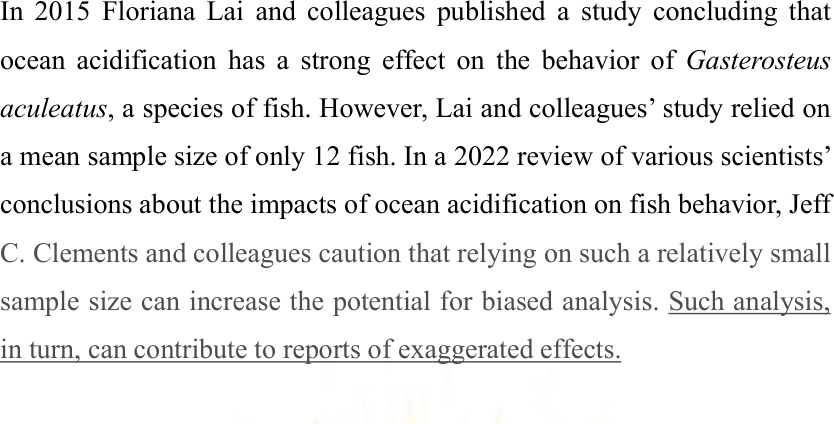 In 2015 Floriana Lai and colleagues published a study concluding that
ocean acidification has a strong effect on the behavior of Gasterosteus
aculeatus, a species of fish. However, Lai and colleagues’ study relied on
a mean sample size of only 12 fish. In a 2022 review of various scientists’
conclusions about the impacts of ocean acidification on fish behavior, Jeff
C. Clements and colleagues caution that relying on such a relatively small
sample size can increase the potential for biased analysis. Such analysis,
in turn, can contribute to reports of exaggerated effects.